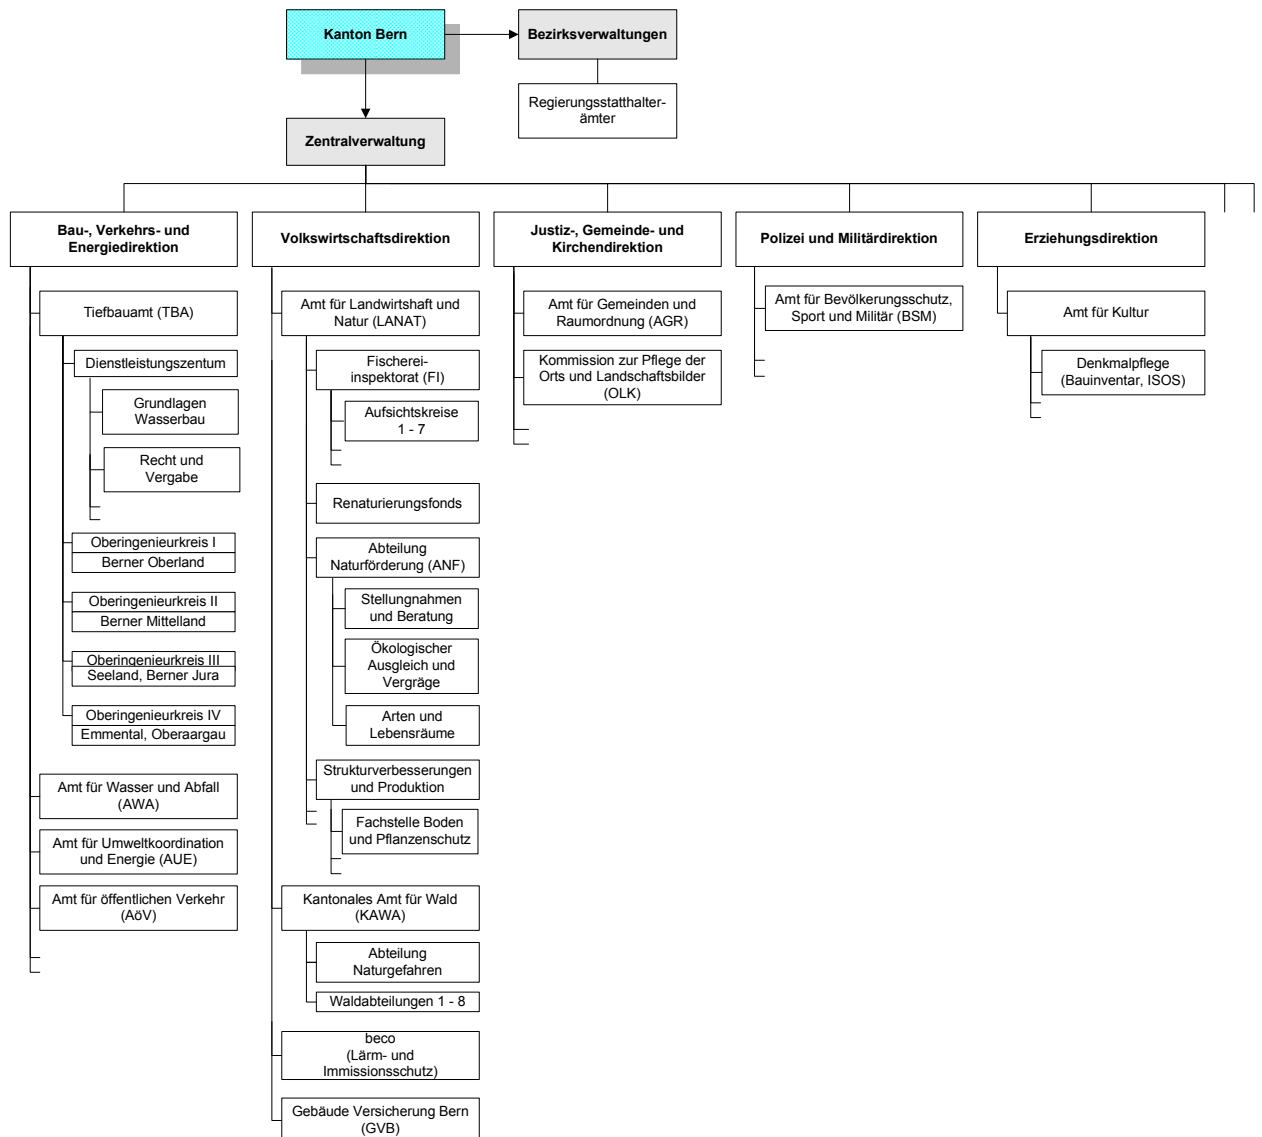 Kanton Bern
Bezirksverwaltungen
Regierungsstatthalter-
ämter
Zentralverwaltung
Bau-, Verkehrs- und
Energiedirektion
Tiefbauamt (TBA)
Dienstleistungszentum
Grundlagen
Wasserbau
Recht und
Vergabe
Oberingenieurkreis I
Berner Oberland
Oberingenieurkreis II
Berner Mittelland
Oberingenieurkreis III
Seeland, Berner Jura
Oberingenieurkreis IV
Emmental, Oberaargau
Amt für Wasser und Abfall
(AWA)
Amt für Umweltkoordination
und Energie (AUE)
Amt für öffentlichen Verkehr
(AöV)
Volkswirtschaftsdirektion
Amt für Landwirtshaft und
Natur (LANAT)
Fischerei-
inspektorat (FI)
Aufsichtskreise
1 - 7
Renaturierungsfonds
Abteilung
Naturförderung (ANF)
Stellungnahmen
und Beratung
Ökologischer
Ausgleich und
Vergräge
Arten und
Lebensräume
Strukturverbesserungen
und Produktion
Fachstelle Boden
und Pflanzenschutz
Kantonales Amt für Wald
(KAWA)
Abteilung
Naturgefahren
Waldabteilungen 1 - 8
beco
(Lärm- und
Immissionsschutz)
Gebäude Versicherung Bern
(GVB)
Justiz-, Gemeinde- und
Kirchendirektion
Amt für Gemeinden und
Raumordnung (AGR)
Kommission zur Pflege der
Orts und Landschaftsbilder
(OLK)
Polizei und Militärdirektion
Amt für Bevölkerungsschutz,
Sport und Militär (BSM)
Erziehungsdirektion
Amt für Kultur
Denkmalpflege
(Bauinventar, ISOS)